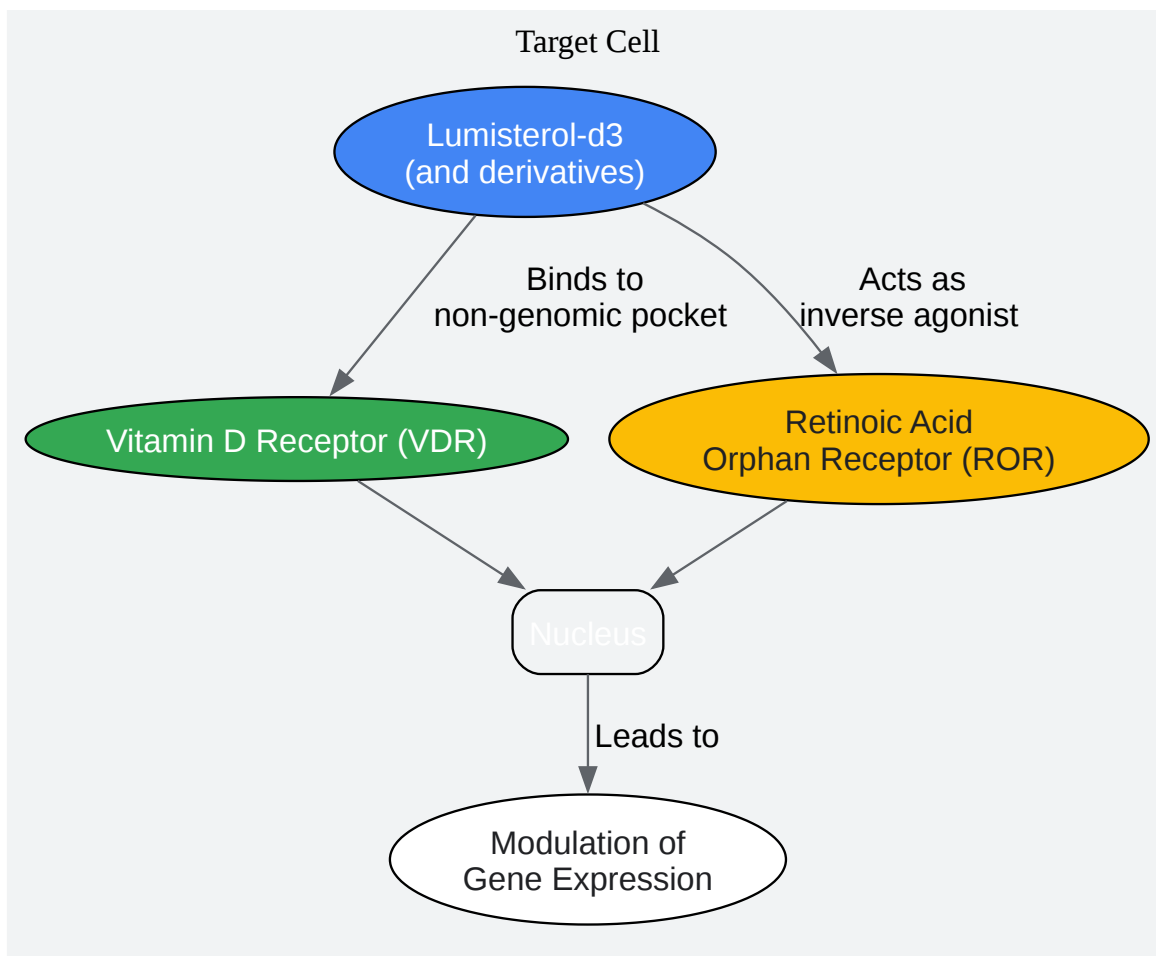 Target Cell
Lumisterol-d3
(and derivatives)
Binds to
non-genomic pocket
Acts as
inverse agonist
Vitamin D Receptor (VDR)
Retinoic Acid
Orphan Receptor (ROR)
Nucleus
Leads to
Modulation of
Gene Expression